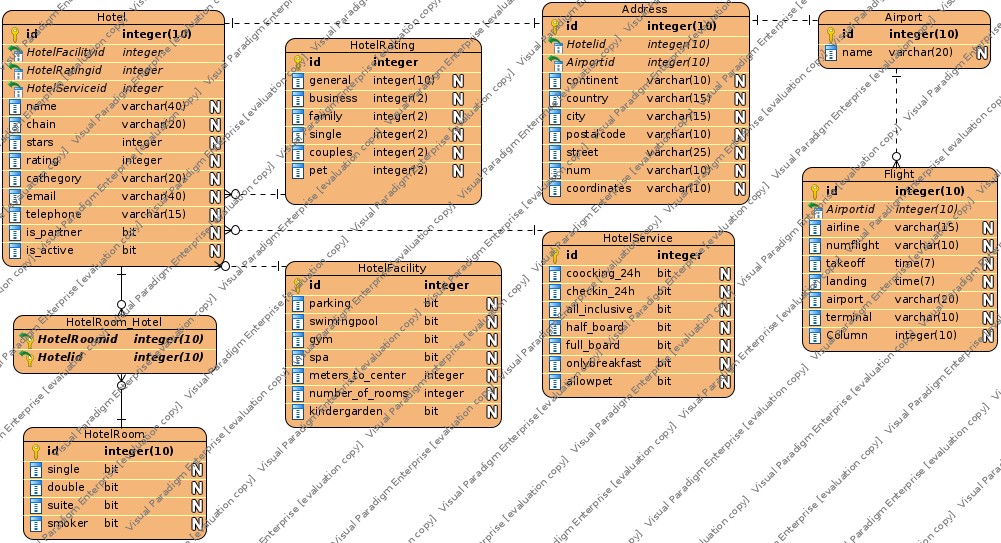 Hotel
id integer(10)
HotelFacilityid integer
HotelRatingid integer
HotelServiceid integer
name varchar(40) N
chain varchar(20) N
stars integer N
rating integer N
cathegory varchar(20) N
email varchar(40) N
telephone varchar(15) N
is_partner bit N
is_active bit N
HotelRating
id integer
general integer(10) N
business integer(2) N
family integer(2) N
single integer(2) N
couples integer(2) N
pet integer(2) N
Address
id integer(10)
Hotelid integer(10)
Airportid integer(10)
continent varchar(10) N
country varchar(15) N
city varchar(15) N
postalcode varchar(10) N
street varchar(25) N
num varchar(10) N
coordinates varchar(10) N
Airport
id integer(10)
name varchar(20) N
Flight
id integer(10)
Airportid integer(10)
airline varchar(15) N
numflight varchar(10) N
takeoff time(7) N
landing time(7) N
airport varchar(20) N
terminal varchar(10) N
Column integer(10) N
HotelFacility
id integer
parking bit N
swimingpool bit N
gym bit N
spa bit N
meters_to_center integer N
number_of_rooms integer N
kindergarden bit N
HotelService
id integer
coocking_24h bit N
checkin_24h bit N
all_inclusive bit N
half_board bit N
full_board bit N
onlybreakfast bit N
allowpet bit N
HotelRoom_Hotel
HotelRoomid integer(10)
Hotelid integer(10)
HotelRoom
id integer(10)
single bit N
double bit N
suite bit N
smoker bit N
Visual Paradigm Enterprise [evaluation copy]